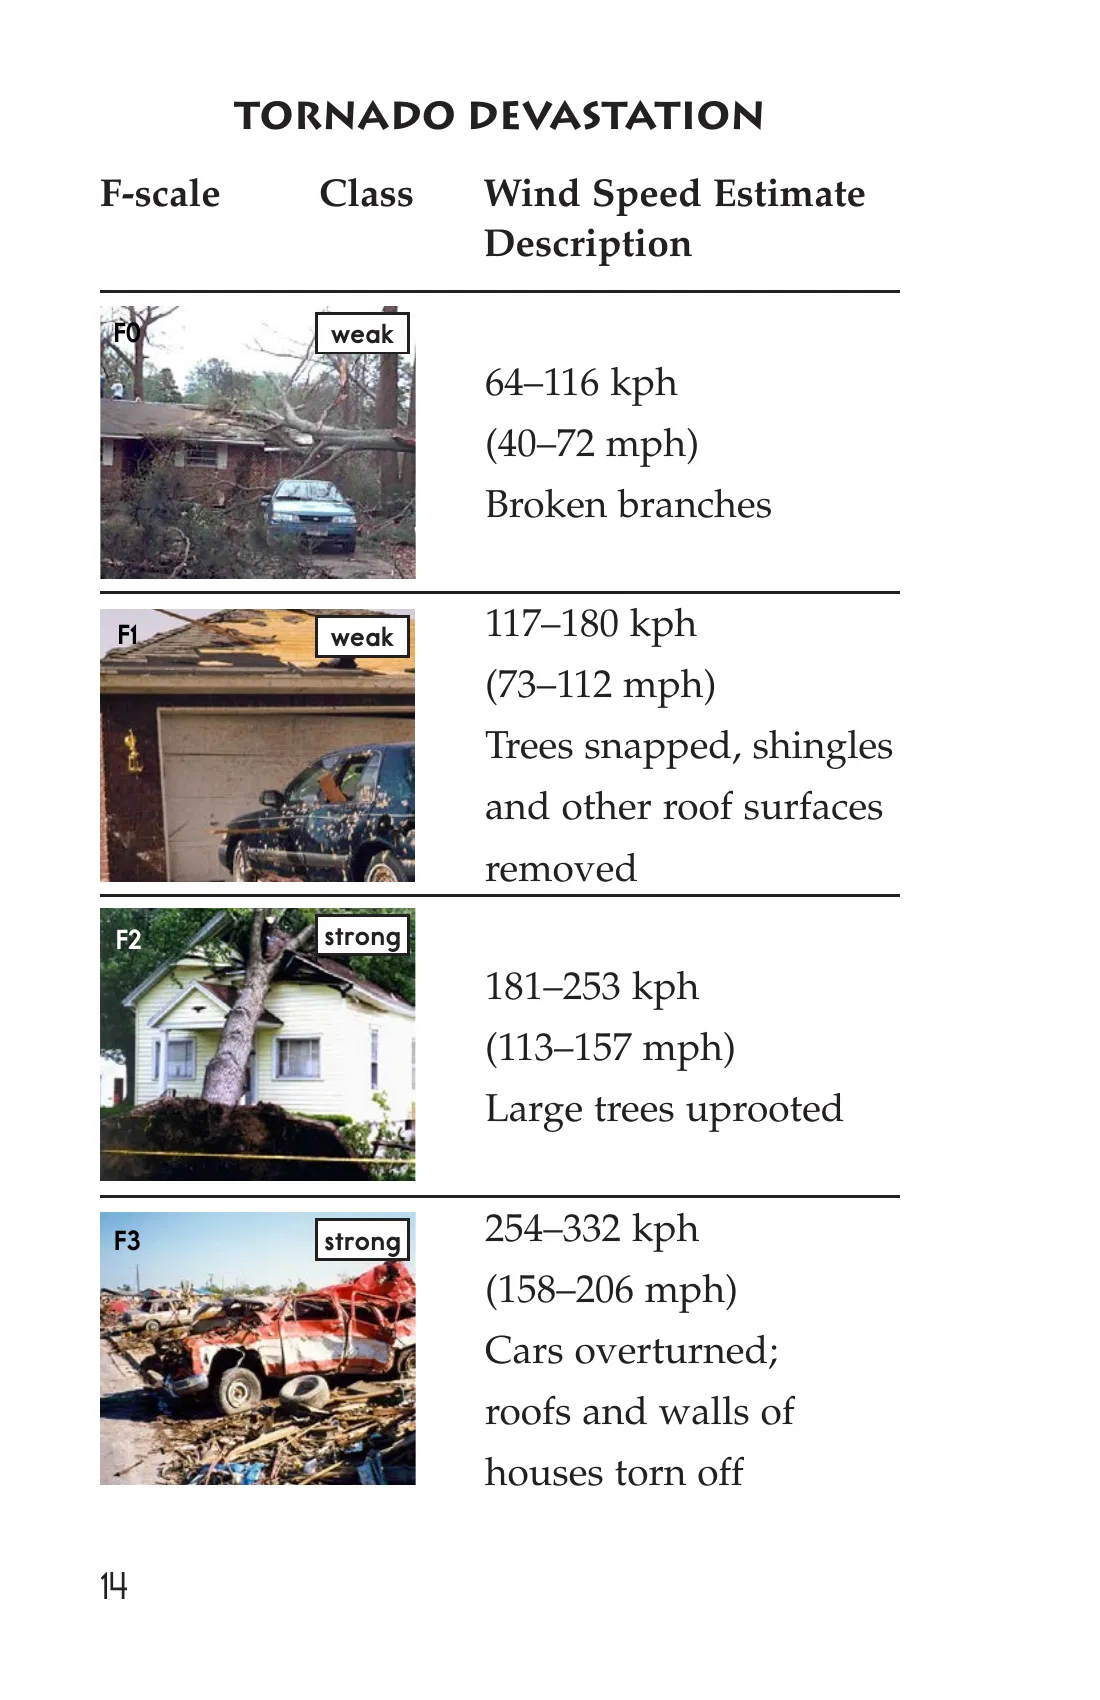 TORNADO DEVASTATION
F-scale Class Wind Speed Estimate
Description
F0 weak
64–116 kph
(40–72 mph)
Broken branches
F1 weak
117–180 kph
(73–112 mph)
Trees snapped, shingles
and other roof surfaces
removed
F2 strong
181–253 kph
(113–157 mph)
Large trees uprooted
F3 strong
254–332 kph
(158–206 mph)
Cars overturned;
roofs and walls of
houses torn off
14